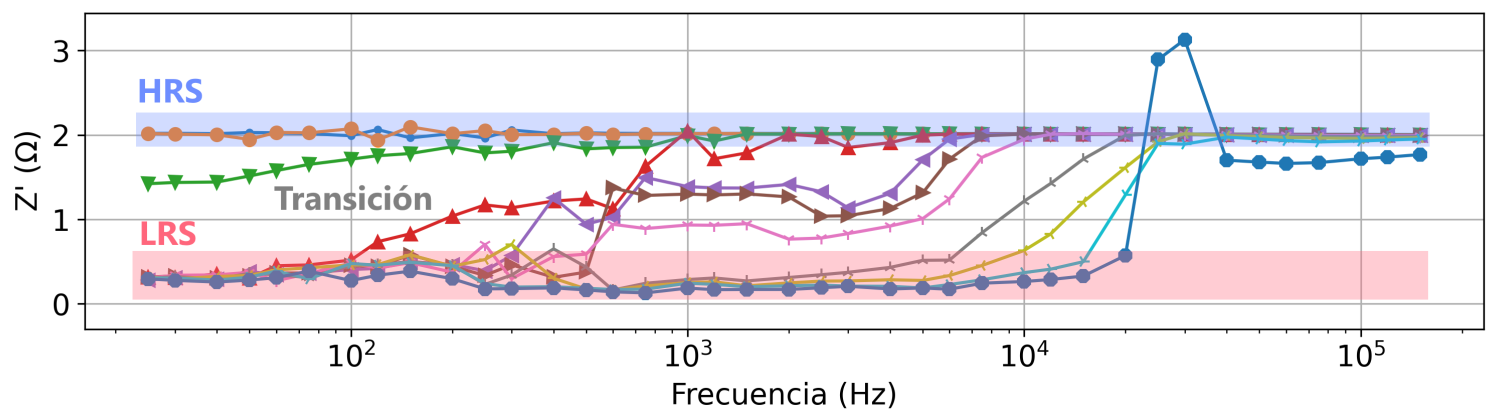 3
HRS
2
Z' (Ω)
Transición
1
LRS
0
10²
10³
10⁴
10⁵
Frecuencia (Hz)